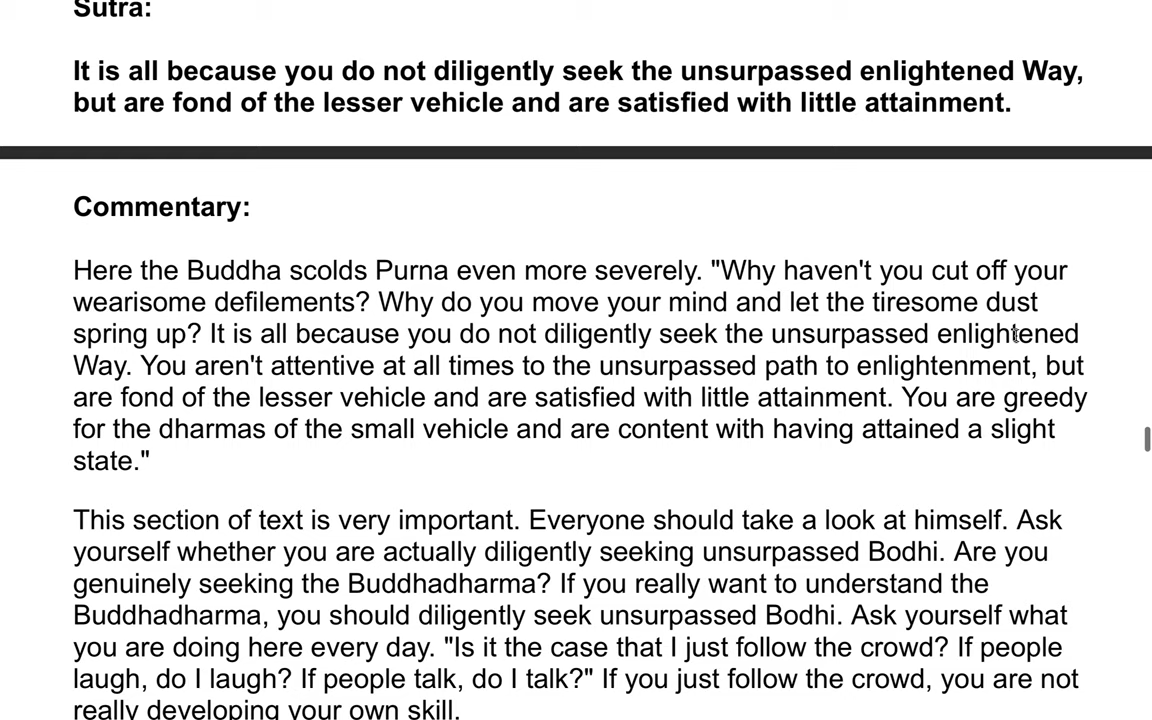 Sutra:
It is all because you do not diligently seek the unsurpassed enlightened Way,
but are fond of the lesser vehicle and are satisfied with little attainment.
Commentary:
Here the Buddha scolds Purna even more severely. "Why haven't you cut off your
wearisome defilements? Why do you move your mind and let the tiresome dust
spring up? It is all because you do not diligently seek the unsurpassed enlightened
Way. You aren't attentive at all times to the unsurpassed path to enlightenment, but
are fond of the lesser vehicle and are satisfied with little attainment. You are greedy
for the dharmas of the small vehicle and are content with having attained a slight
state."
This section of text is very important. Everyone should take a look at himself. Ask
yourself whether you are actually diligently seeking unsurpassed Bodhi. Are you
genuinely seeking the Buddhadharma? If you really want to understand the
Buddhadharma, you should diligently seek unsurpassed Bodhi. Ask yourself what
you are doing here every day. "Is it the case that I just follow the crowd? If people
laugh, do I laugh? If people talk, do I talk?" If you just follow the crowd, you are not
really developing your own skill.